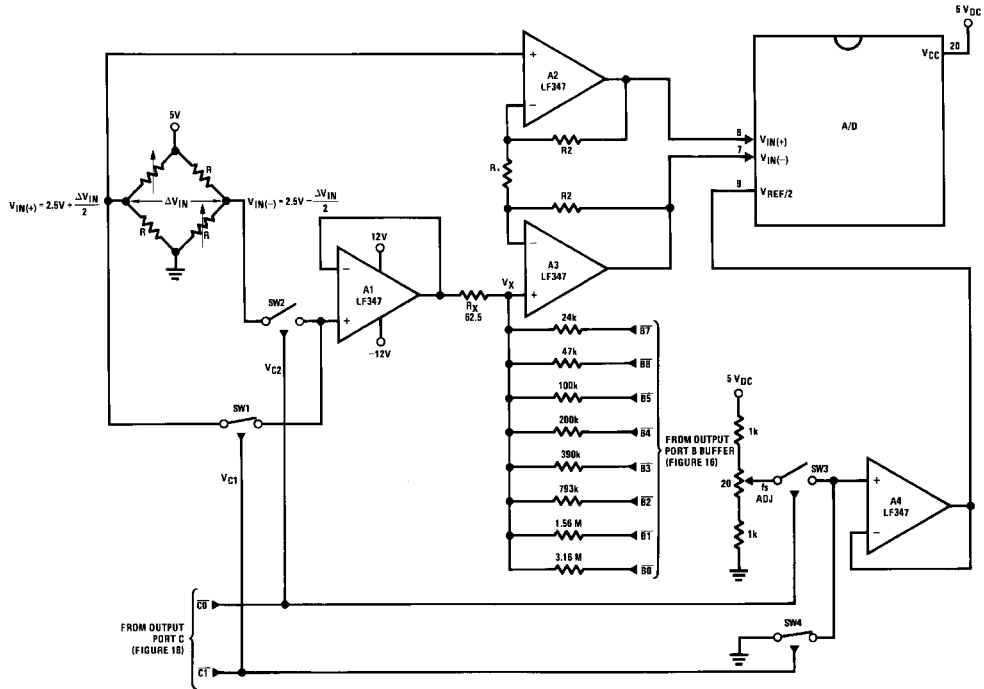 5 VDC
20
VCC
A/D
8
VIN(+)
7
VIN(−)
9
VREF/2
+
A2
LF347
−
R2
R2
−
A3
LF347
+
5V
R
R
R
ΔVIN
VIN(+) = 2.5V + ΔVIN/2
VIN(−) = 2.5V − ΔVIN/2
12V
−
A1
LF347
+
−12V
SW2
VC2
SW1
VC1
RX
62.5
VX
24k
B7
47k
B6
100k
B5
200k
B4
390k
B3
793k
B2
1.56 M
B1
3.16 M
B0
FROM OUTPUT
PORT B BUFFER
(FIGURE 16)
5 VDC
1k
20
fs
ADJ
1k
SW3
+
A4
LF347
−
SW4
C0
FROM OUTPUT
PORT C
(FIGURE 16)
C1